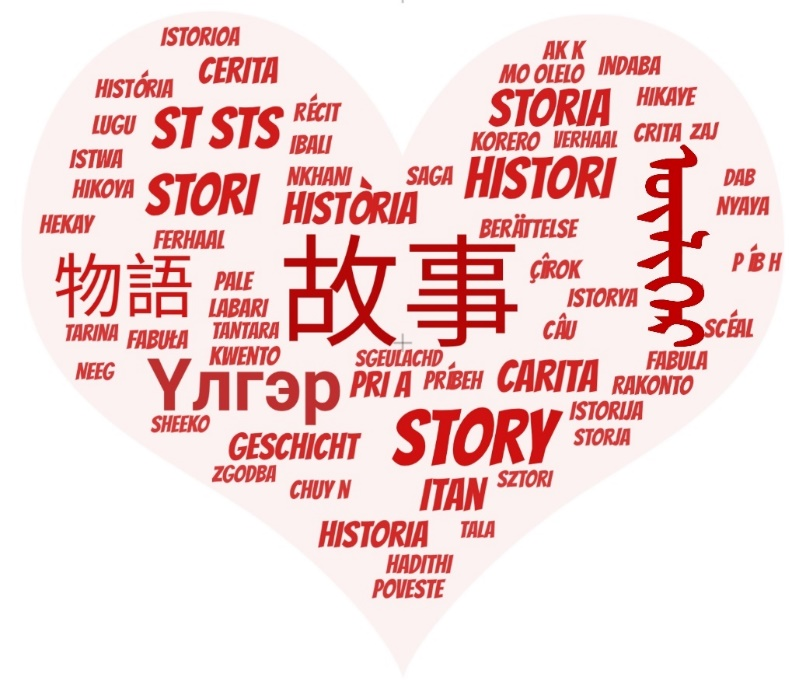 ISTORIOA
AK K
CERITA
MO OLELO
INDABA
HISTÓRIA
HIKAYE
STORIA
LUGU
ST STS
RÉCIT
KORERO
VERHAAL
CRITA
ZAJ
IBALI
ISTWA
NKHANI
SAGA
HISTORI
DAB
HIKOYA
STORI
HISTÒRIA
NYAYA
HEKAY
BERÄTTELSE
FERHAAL
故事
物語
ÇÎROK
P ÍB H
PALE
ISTORYA
LABARI
TARINA
FABUŁA
TANTARA
CÂU
SCÉAL
KWENTO
SGEULACHD
FABULA
NEEG
Үлгэр
PRI A
PRÍBEH
CARITA
RAKONTO
SHEEKO
STORY
ISTORIJA
GESCHICHT
STORJA
ZGODBA
CHUY N
SZTORI
ITAN
HISTORIA
TALA
HADITHI
POVESTE